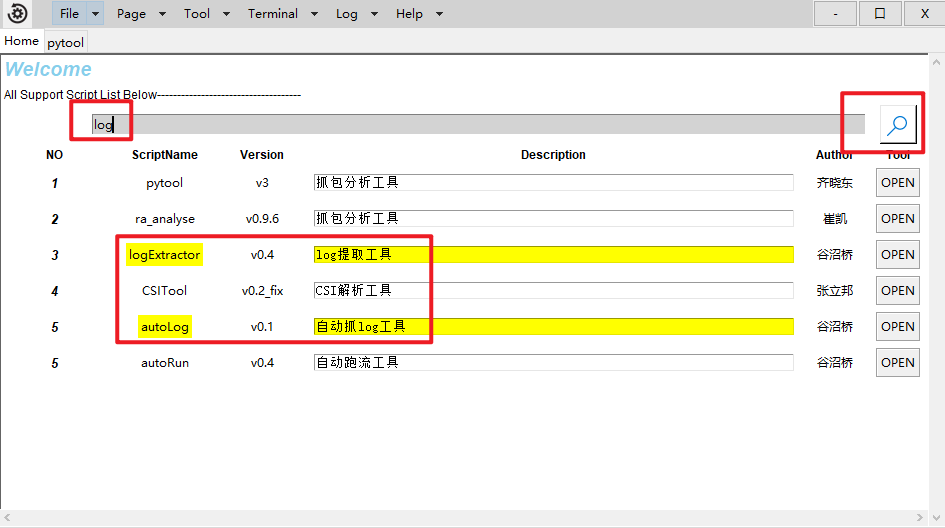 File Page Tool Terminal Log Help - 口 X
Home pytool
Welcome
All Support Script List Below------------------------------------
log
NO ScriptName Version Description Author Tool
1 pytool v3 抓包分析工具 齐晓东 OPEN
2 ra_analyse v0.9.6 抓包分析工具 崔凯 OPEN
3 logExtractor v0.4 log提取工具 谷沼桥 OPEN
4 CSITool v0.2_fix CSI解析工具 张立邦 OPEN
5 autoLog v0.1 自动抓log工具 谷沼桥 OPEN
5 autoRun v0.4 自动跑流工具 谷沼桥 OPEN